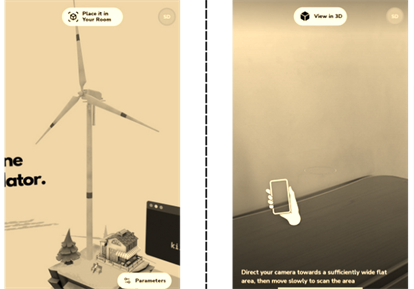 Place it in
Your Room
ne
lator.
ki
Parameters
View in 3D
Direct your camera towards a sufficiently wide flat
area, then move slowly to scan the area